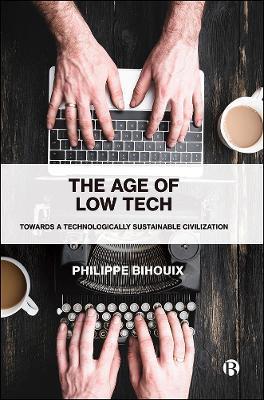 THE AGE OF
LOW TECH
TOWARDS A TECHNOLOGICALLY SUSTAINABLE CIVILIZATION
PHILIPPE BIHOUIX
B